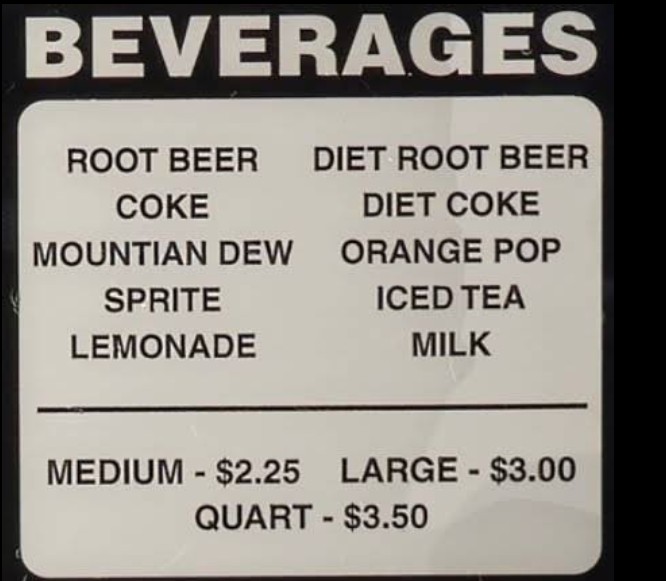 BEVERAGES
ROOT BEER DIET ROOT BEER
COKE DIET COKE
MOUNTIAN DEW ORANGE POP
SPRITE ICED TEA
LEMONADE MILK
MEDIUM - $2.25 LARGE - $3.00
QUART - $3.50